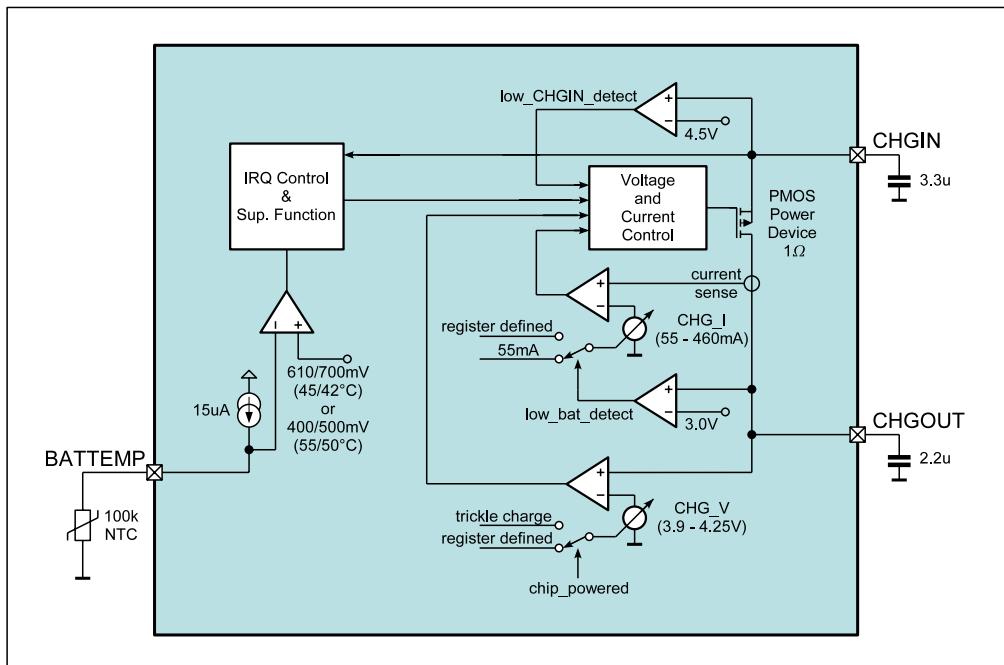 low_CHGIN_detect
+
−
4.5V
CHGIN
3.3u
IRQ Control
&
Sup. Function
Voltage
and
Current
Control
PMOS
Power
Device
1Ω
current
sense
+
−
CHG_I
(55 - 460mA)
register defined
55mA
−
+
610/700mV
(45/42°C)
or
400/500mV
(55/50°C)
15uA
low_bat_detect
+
−
3.0V
CHGOUT
2.2u
BATTEMP
100k
NTC
+
−
CHG_V
(3.9 - 4.25V)
trickle charge
register defined
chip_powered